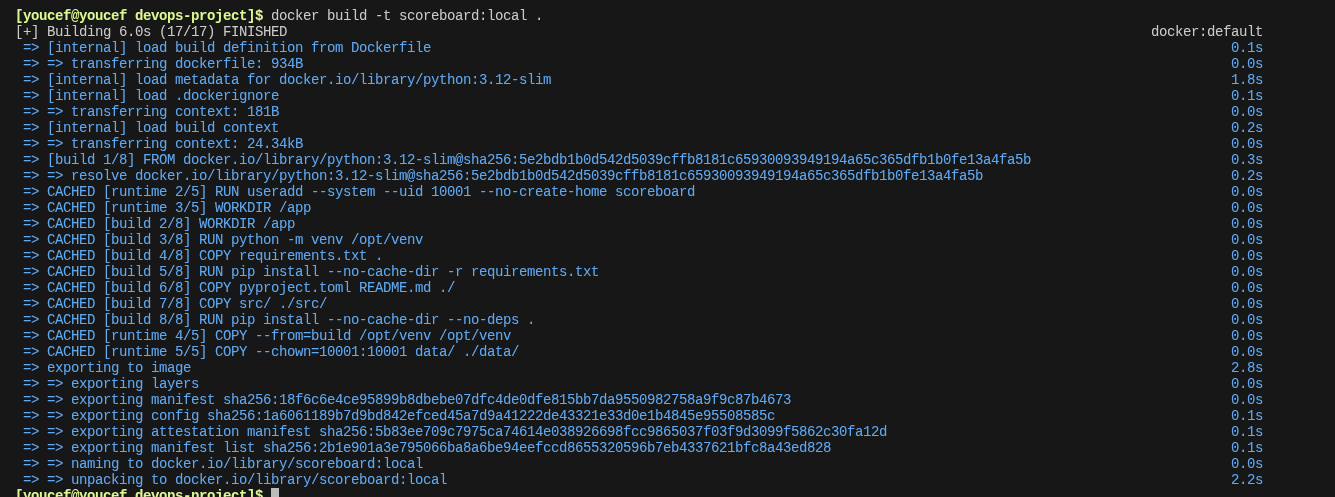 [youcef@youcef devops-project]$ docker build -t scoreboard:local .
[+] Building 6.0s (17/17) FINISHED docker:default
=> [internal] load build definition from Dockerfile 0.1s
=> => transferring dockerfile: 934B 0.0s
=> [internal] load metadata for docker.io/library/python:3.12-slim 1.8s
=> [internal] load .dockerignore 0.1s
=> => transferring context: 181B 0.0s
=> [internal] load build context 0.2s
=> => transferring context: 24.34kB 0.0s
=> [build 1/8] FROM docker.io/library/python:3.12-slim@sha256:5e2bdb1b0d542d5039cffb8181c65930093949194a65c365dfb1b0fe13a4fa5b 0.3s
=> => resolve docker.io/library/python:3.12-slim@sha256:5e2bdb1b0d542d5039cffb8181c65930093949194a65c365dfb1b0fe13a4fa5b 0.2s
=> CACHED [runtime 2/5] RUN useradd --system --uid 10001 --no-create-home scoreboard 0.0s
=> CACHED [runtime 3/5] WORKDIR /app 0.0s
=> CACHED [build 2/8] WORKDIR /app 0.0s
=> CACHED [build 3/8] RUN python -m venv /opt/venv 0.0s
=> CACHED [build 4/8] COPY requirements.txt . 0.0s
=> CACHED [build 5/8] RUN pip install --no-cache-dir -r requirements.txt 0.0s
=> CACHED [build 6/8] COPY pyproject.toml README.md ./ 0.0s
=> CACHED [build 7/8] COPY src/ ./src/ 0.0s
=> CACHED [build 8/8] RUN pip install --no-cache-dir --no-deps . 0.0s
=> CACHED [runtime 4/5] COPY --from=build /opt/venv /opt/venv 0.0s
=> CACHED [runtime 5/5] COPY --chown=10001:10001 data/ ./data/ 0.0s
=> exporting to image 2.8s
=> => exporting layers 0.0s
=> => exporting manifest sha256:18f6c6e4ce95899b8dbebe07dfc4de0dfe815bb7da9550982758a9f9c87b4673 0.0s
=> => exporting config sha256:1a6061189b7d9bd842efced45a7d9a41222de43321e33d0e1b4845e95508585c 0.1s
=> => exporting attestation manifest sha256:5b83ee709c7975ca74614e038926698fcc9865037f03f9d3099f5862c30fa12d 0.1s
=> => exporting manifest list sha256:2b1e901a3e795066ba8a6be94eefccd8655320596b7eb4337621bfc8a43ed828 0.1s
=> => naming to docker.io/library/scoreboard:local 0.0s
=> => unpacking to docker.io/library/scoreboard:local 2.2s
[youcef@youcef devops-project]$